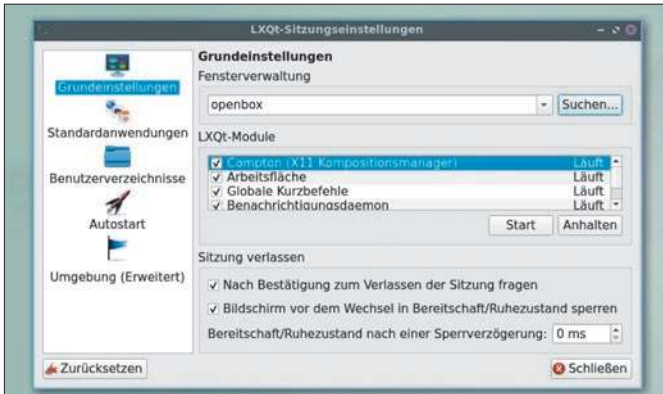 LXQt-Sitzungseinstellungen
Grundeinstellungen
Standardanwendungen
Benutzerverzeichnisse
Autostart
Umgebung (Erweitert)
Grundeinstellungen
Fensterverwaltung
openbox
Suchen...
LXQt-Module
Compton (X11 Kompositionsmanager) Läuft
Arbeitsfläche Läuft
Globale Kurzbefehle Läuft
Benachrichtigungsdaemon Läuft
Start Anhalten
Sitzung verlassen
Nach Bestätigung zum Verlassen der Sitzung fragen
Bildschirm vor dem Wechsel in Bereitschaft/Ruhezustand sperren
Bereitschaft/Ruhezustand nach einer Sperrverzögerung: 0 ms
Zurücksetzen
Schließen